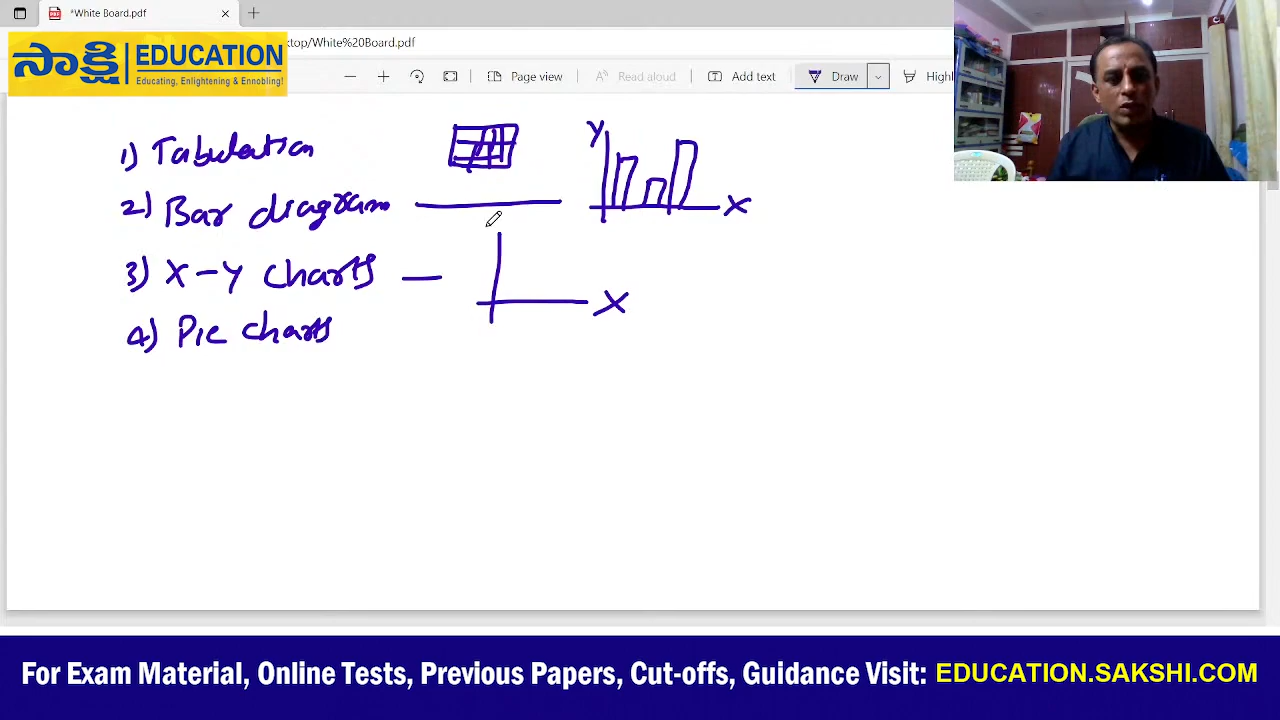 *White Board.pdf
సాక్షి EDUCATION
Educating, Enlightening & Ennobling!
ktop/White%20Board.pdf
Page view
Read aloud
Add text
Draw
Highl
1) Tabulation
2) Bar diagram
Y
X
3) X-Y charts —
X
4) Pie charts
For Exam Material, Online Tests, Previous Papers, Cut-offs, Guidance Visit: EDUCATION.SAKSHI.COM